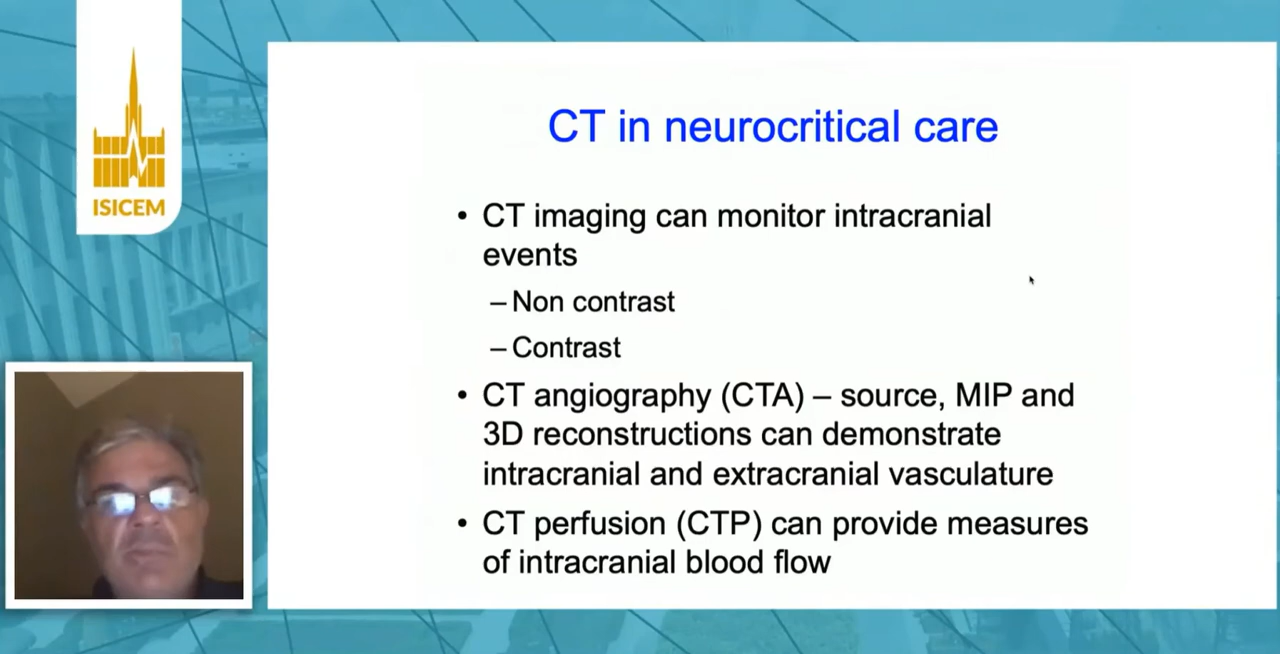 ISICEM
CT in neurocritical care
• CT imaging can monitor intracranial
events
– Non contrast
– Contrast
• CT angiography (CTA) – source, MIP and
3D reconstructions can demonstrate
intracranial and extracranial vasculature
• CT perfusion (CTP) can provide measures
of intracranial blood flow